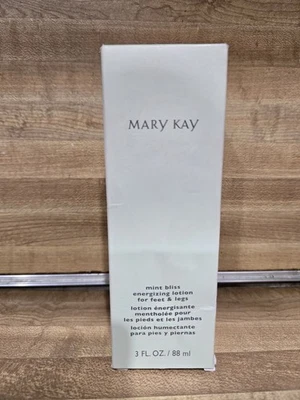 MARY KAY
mint bliss
energizing lotion
for feet & legs
lotion énergisante
mentholée pour
les pieds et les jambes
loción humectante
para pies y piernas
3 FL. OZ. / 88 ml